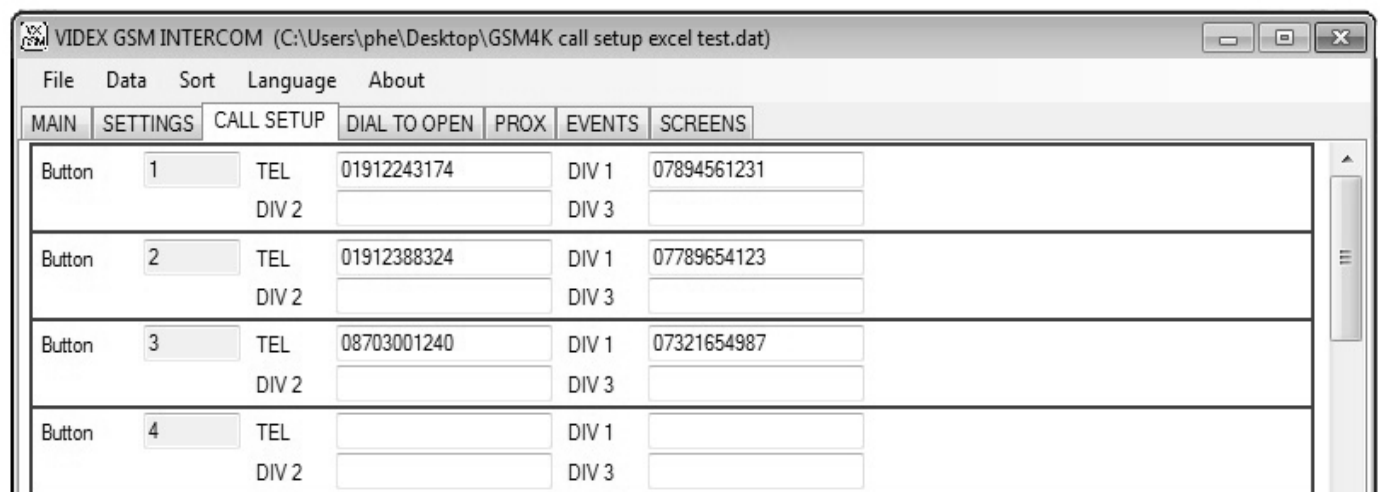 VIDEX GSM INTERCOM (C:\Users\phe\Desktop\GSM4K call setup excel test.dat)
File Data Sort Language About
MAIN SETTINGS CALL SETUP DIAL TO OPEN PROX EVENTS SCREENS
Button 1 TEL 01912243174 DIV 1 07894561231
DIV 2 DIV 3
Button 2 TEL 01912388324 DIV 1 07789654123
DIV 2 DIV 3
Button 3 TEL 08703001240 DIV 1 07321654987
DIV 2 DIV 3
Button 4 TEL DIV 1
DIV 2 DIV 3